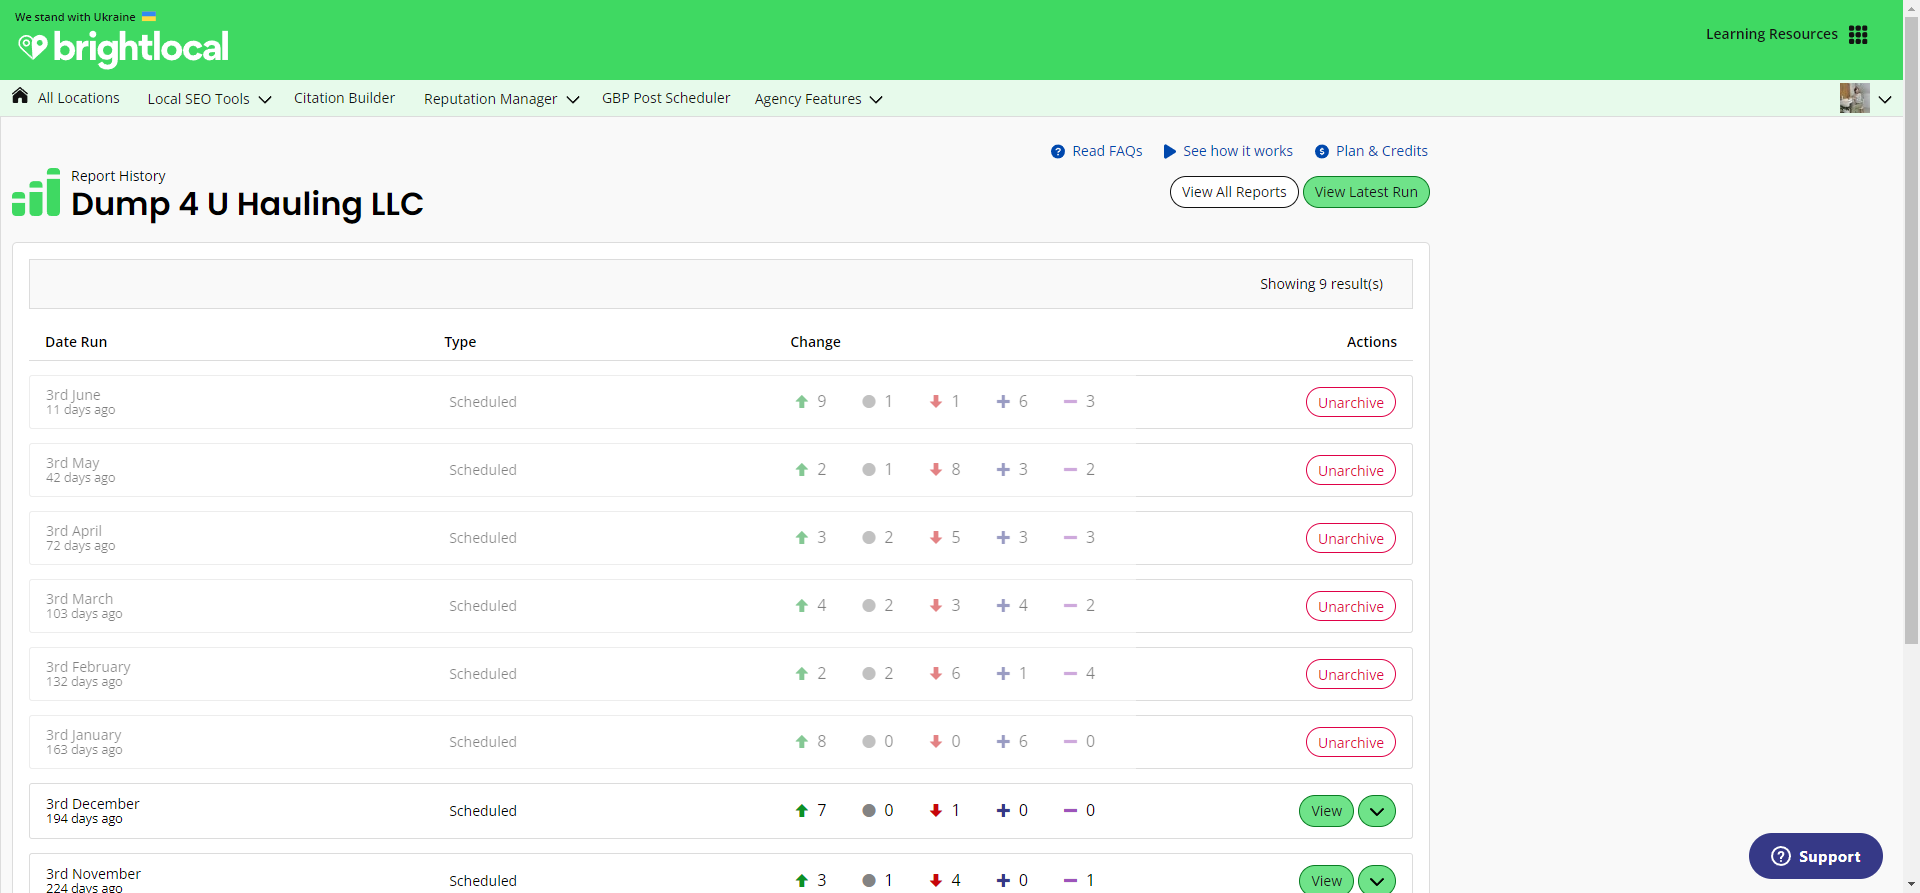 We stand with Ukraine
brightlocal
Learning Resources
All Locations Local SEO Tools Citation Builder Reputation Manager GBP Post Scheduler Agency Features
Read FAQs See how it works Plan & Credits
Report History
Dump 4 U Hauling LLC
View All Reports View Latest Run
Showing 9 result(s)
Date Run Type Change Actions
3rd June
11 days ago
Scheduled 9 1 1 6 3 Unarchive
3rd May
42 days ago
Scheduled 2 1 8 3 2 Unarchive
3rd April
72 days ago
Scheduled 3 2 5 3 3 Unarchive
3rd March
103 days ago
Scheduled 4 2 3 4 2 Unarchive
3rd February
132 days ago
Scheduled 2 2 6 1 4 Unarchive
3rd January
163 days ago
Scheduled 8 0 0 6 0 Unarchive
3rd December
194 days ago
Scheduled 7 0 1 0 0 View
3rd November
224 days ago
Scheduled 3 1 4 0 1 View
Support